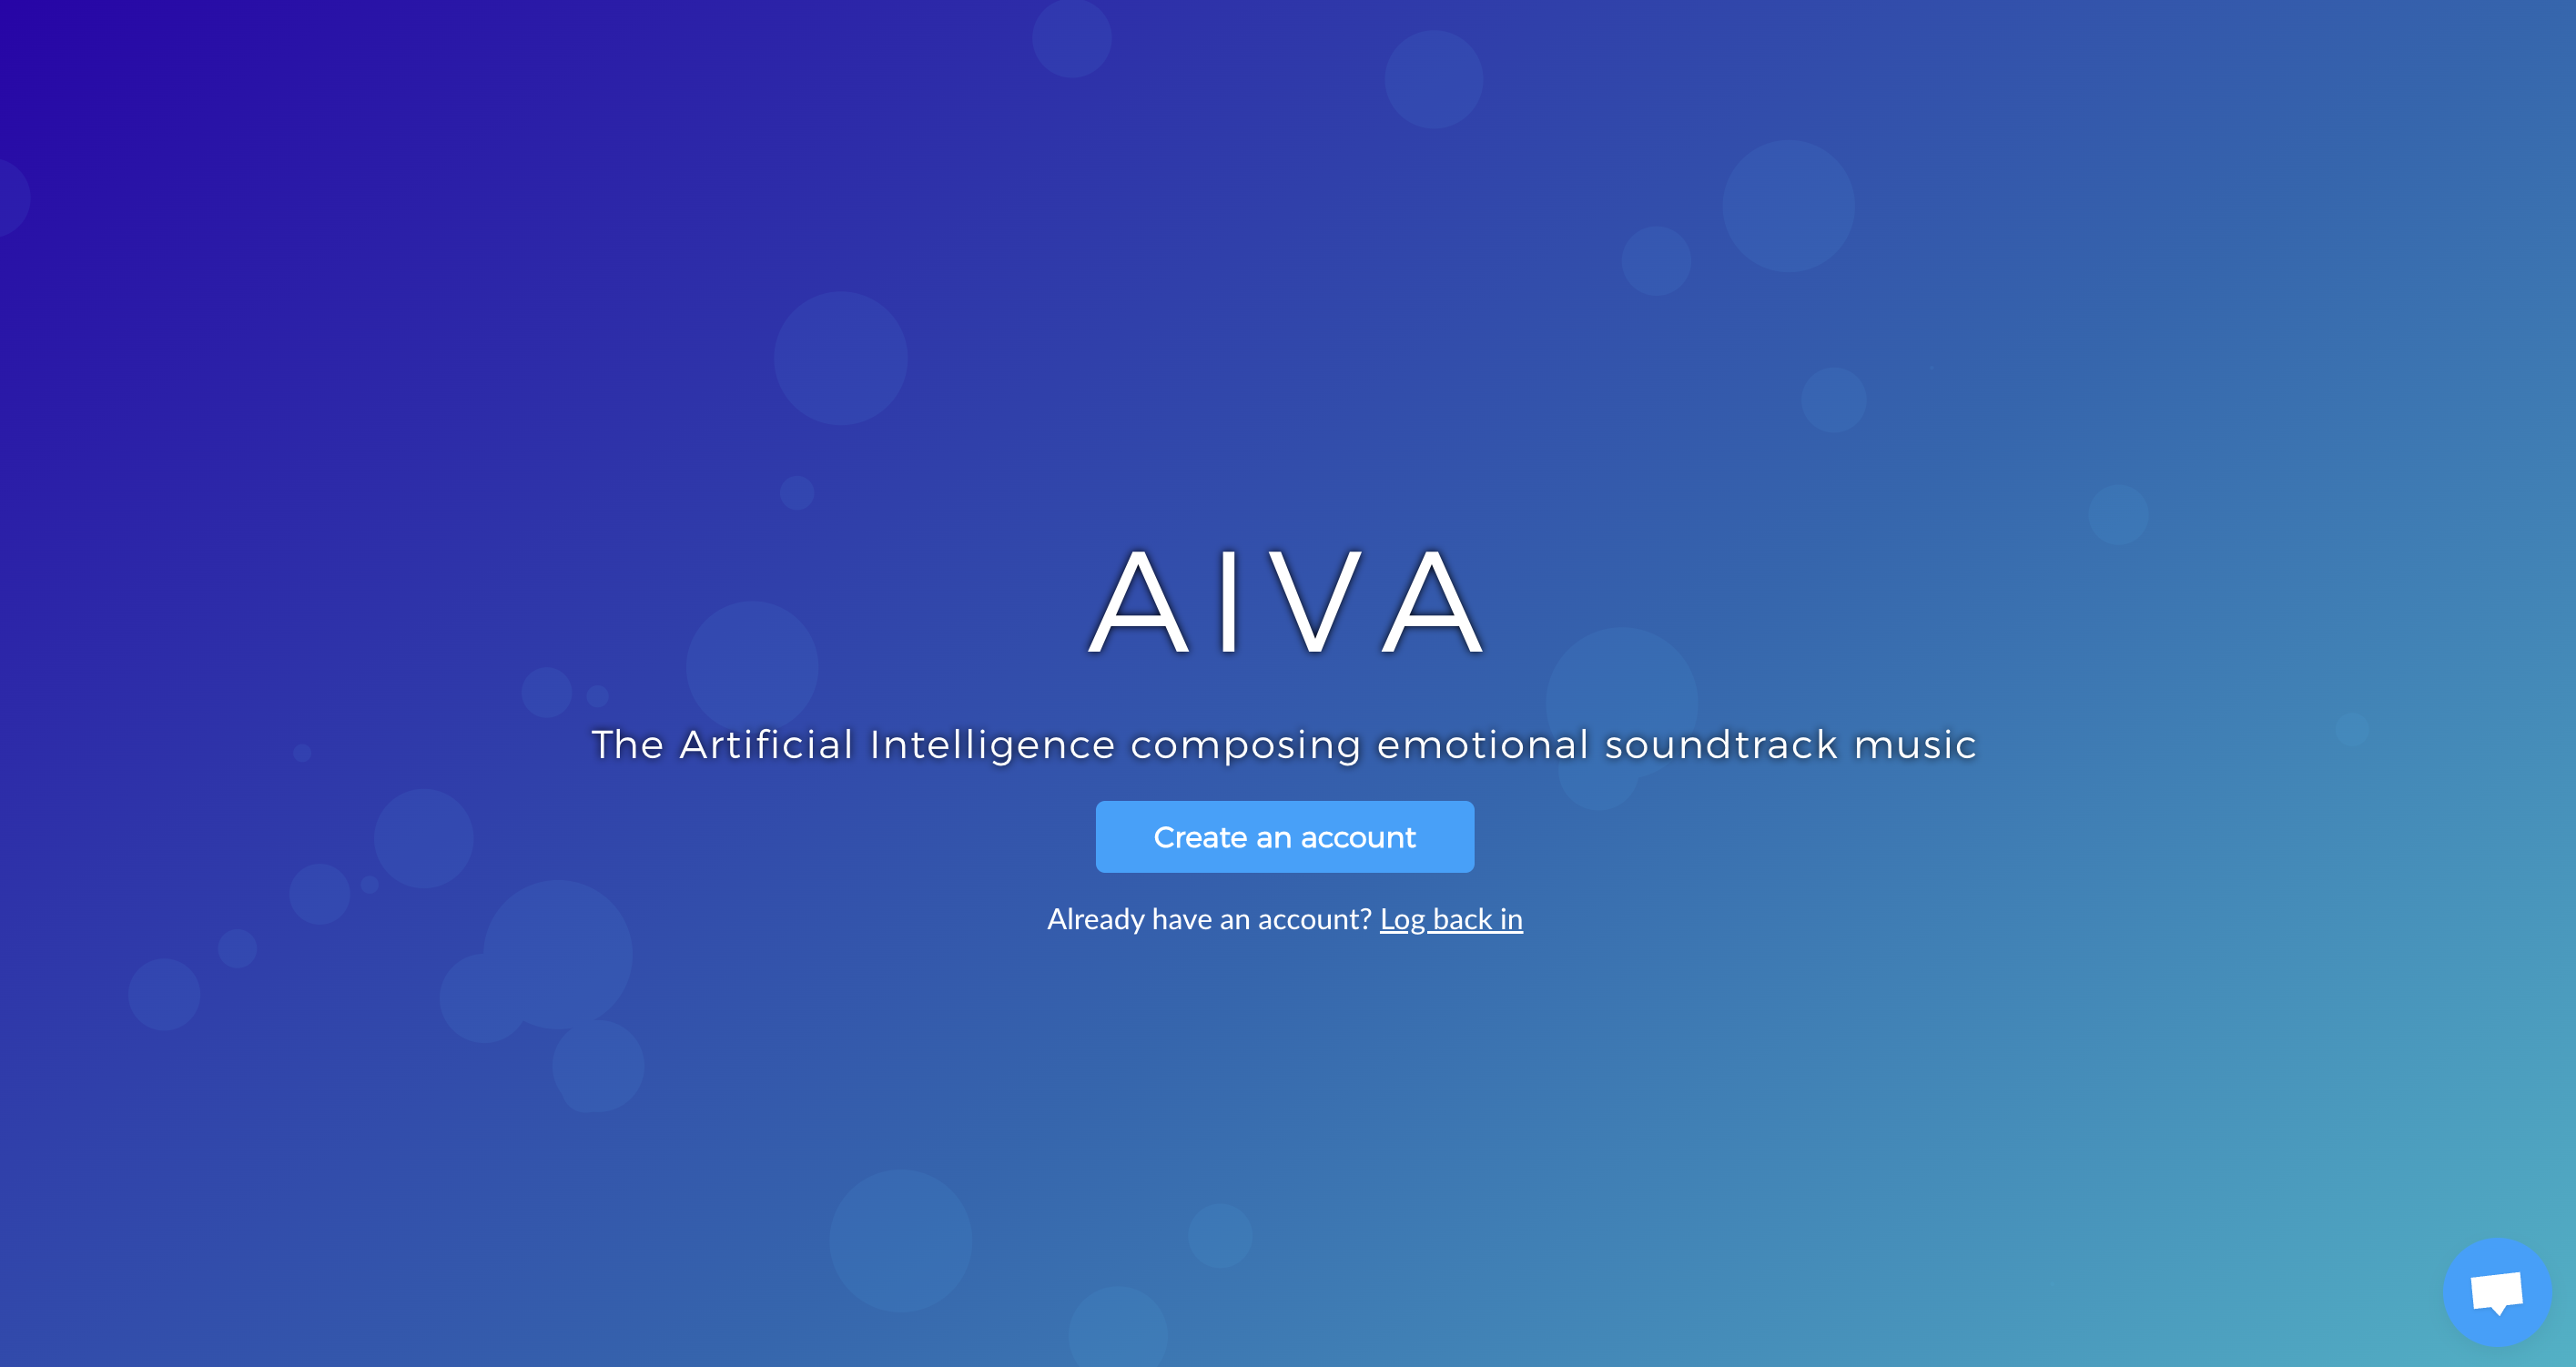 AIVA
The Artificial Intelligence composing emotional soundtrack music
Create an account
Already have an account? Log back in